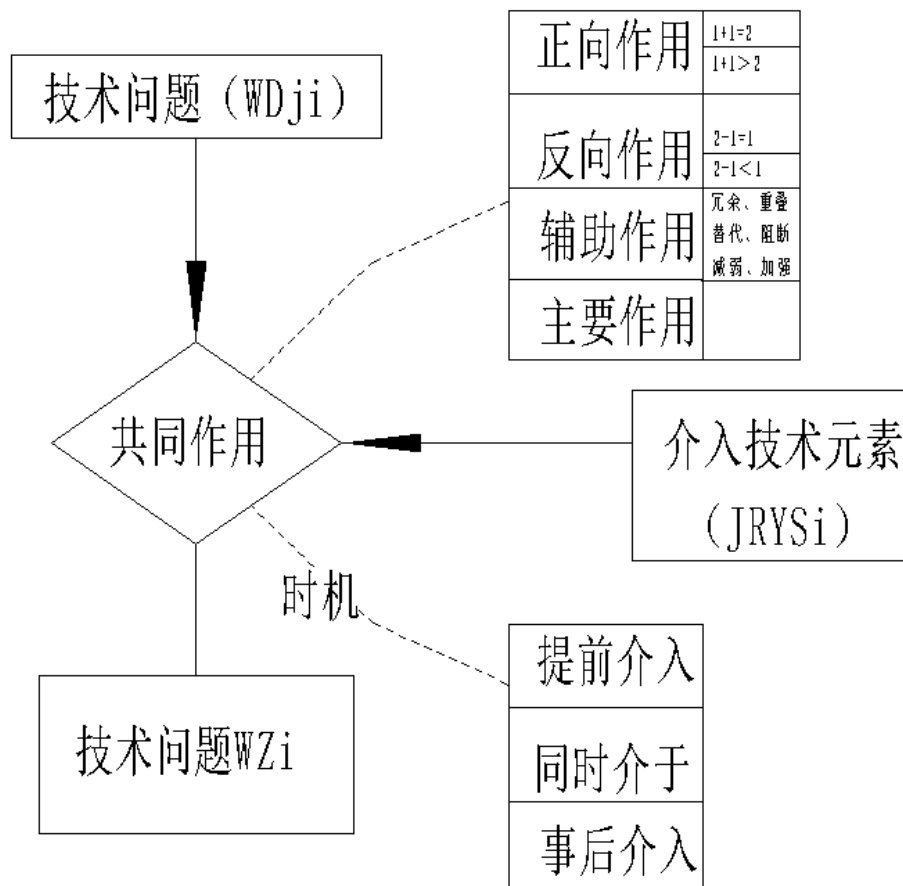 正向作用
1+1=2
1+1>2
技术问题（WDji）
反向作用
2-1=1
2-1<1
辅助作用
冗余、重叠
替代、阻断
减弱、加强
主要作用
共同作用
介入技术元素
（JRYSi）
时机
提前介入
技术问题WZi
同时介于
事后介入